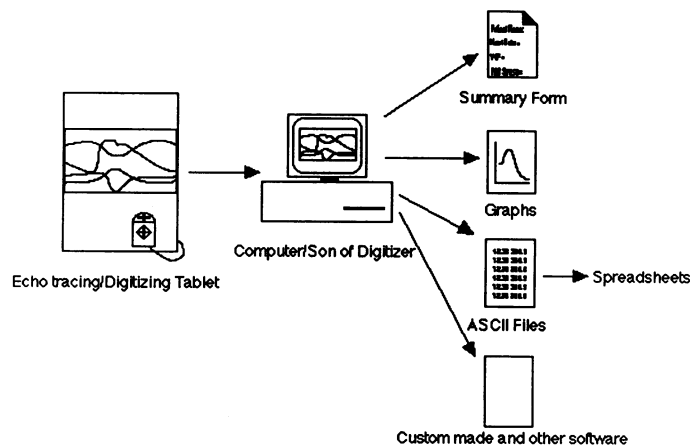 Summary Form
Graphs
Echo tracing/Digitizing Tablet
Computer/Son of Digitizer
Spreadsheets
ASCII Files
Custom made and other software